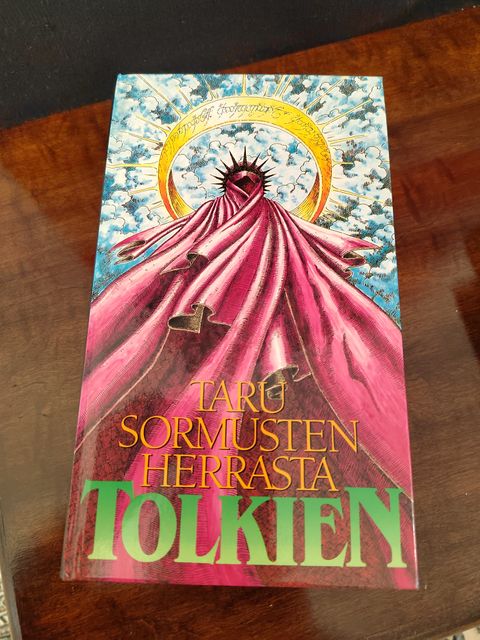 TARU
SORMUSTEN
HERRASTA
TOLKIEN